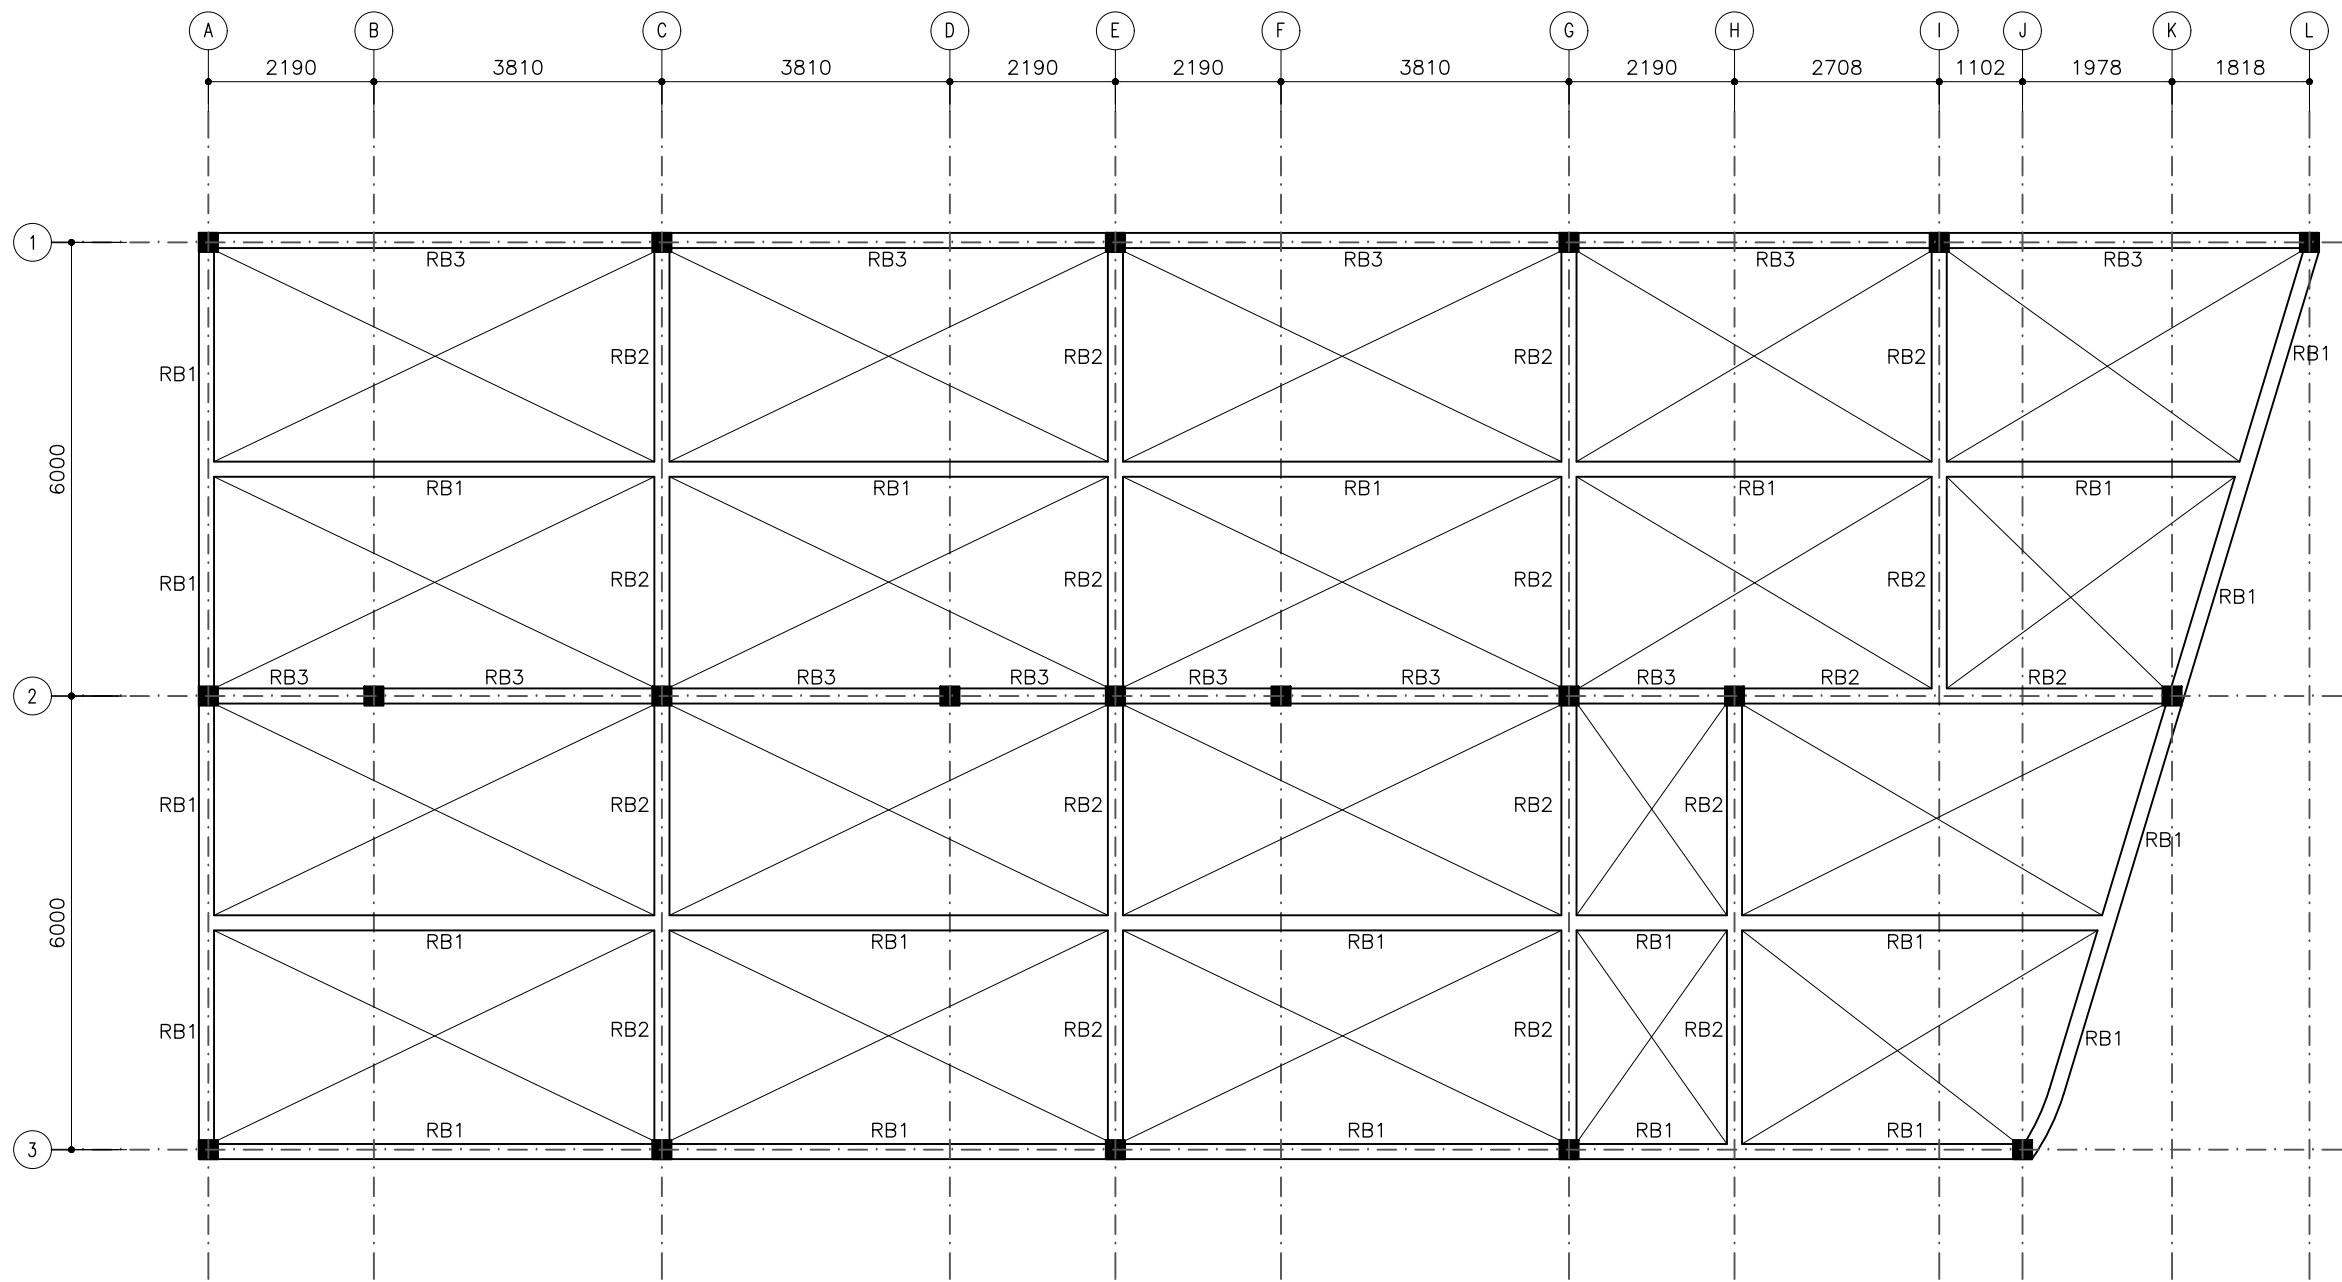 A B C D E F G H I J K L
2190 3810 3810 2190 2190 3810 2190 2708 1102 1978 1818
1
RB3 RB3 RB3 RB3 RB3
RB1 RB2 RB2 RB2 RB2 RB1
6000
RB1 RB1 RB1 RB1 RB1
RB1 RB2 RB2 RB2 RB2 RB1
RB3 RB3 RB3 RB3 RB3 RB3 RB3 RB2 RB2
2
RB1 RB2 RB2 RB2 RB2 RB1
6000
RB1 RB1 RB1 RB1 RB1
RB1 RB2 RB2 RB2 RB2 RB1
RB1 RB1 RB1 RB1 RB1
3